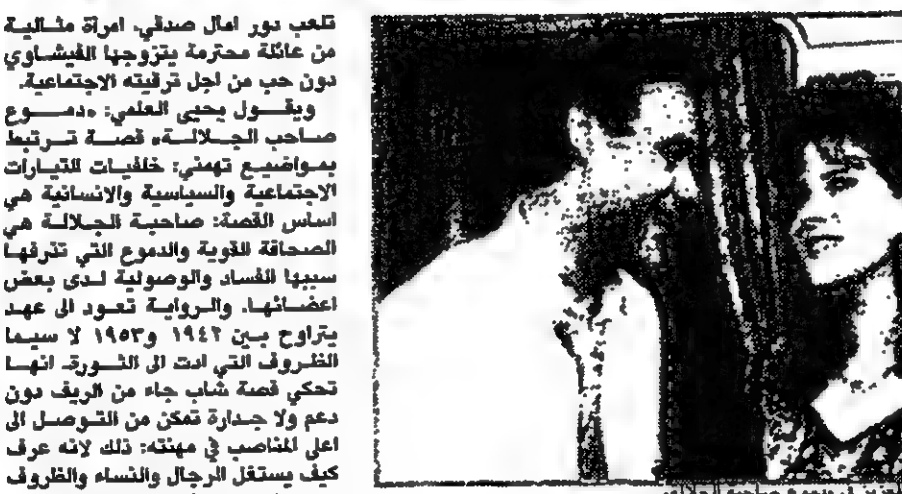 تلعب دور امال صدقي، امرأة مثالية
من عائلة محترمة يتزوجها الفيشاوي
دون حب من اجل ترقيته الاجتماعية.
ويقول يحيى العلمي: «دموع
صاحب الجلالة» قصة ترتبط
بمواضيع تهمني: خلفيات التيارات
الاجتماعية والسياسية والانسانية هي
اساس القصة: صاحبة الجلالة هي
الصحافة القوية والدموع التي تذرفها
سببها الفساد والوصولية لدى بعض
اعضائها. والرواية تعود الى عهد
يتراوح بين ١٩٤٢ و١٩٥٣ لا سيما
الظروف التي ادت الى الثورة. انها
تحكي قصة شاب جاء من الريف دون
دعم ولا جدارة تمكن من التوصل الى
اعلى المناصب في مهنته: ذلك لانه عرف
كيف يستغل الرجال والنساء والظروف